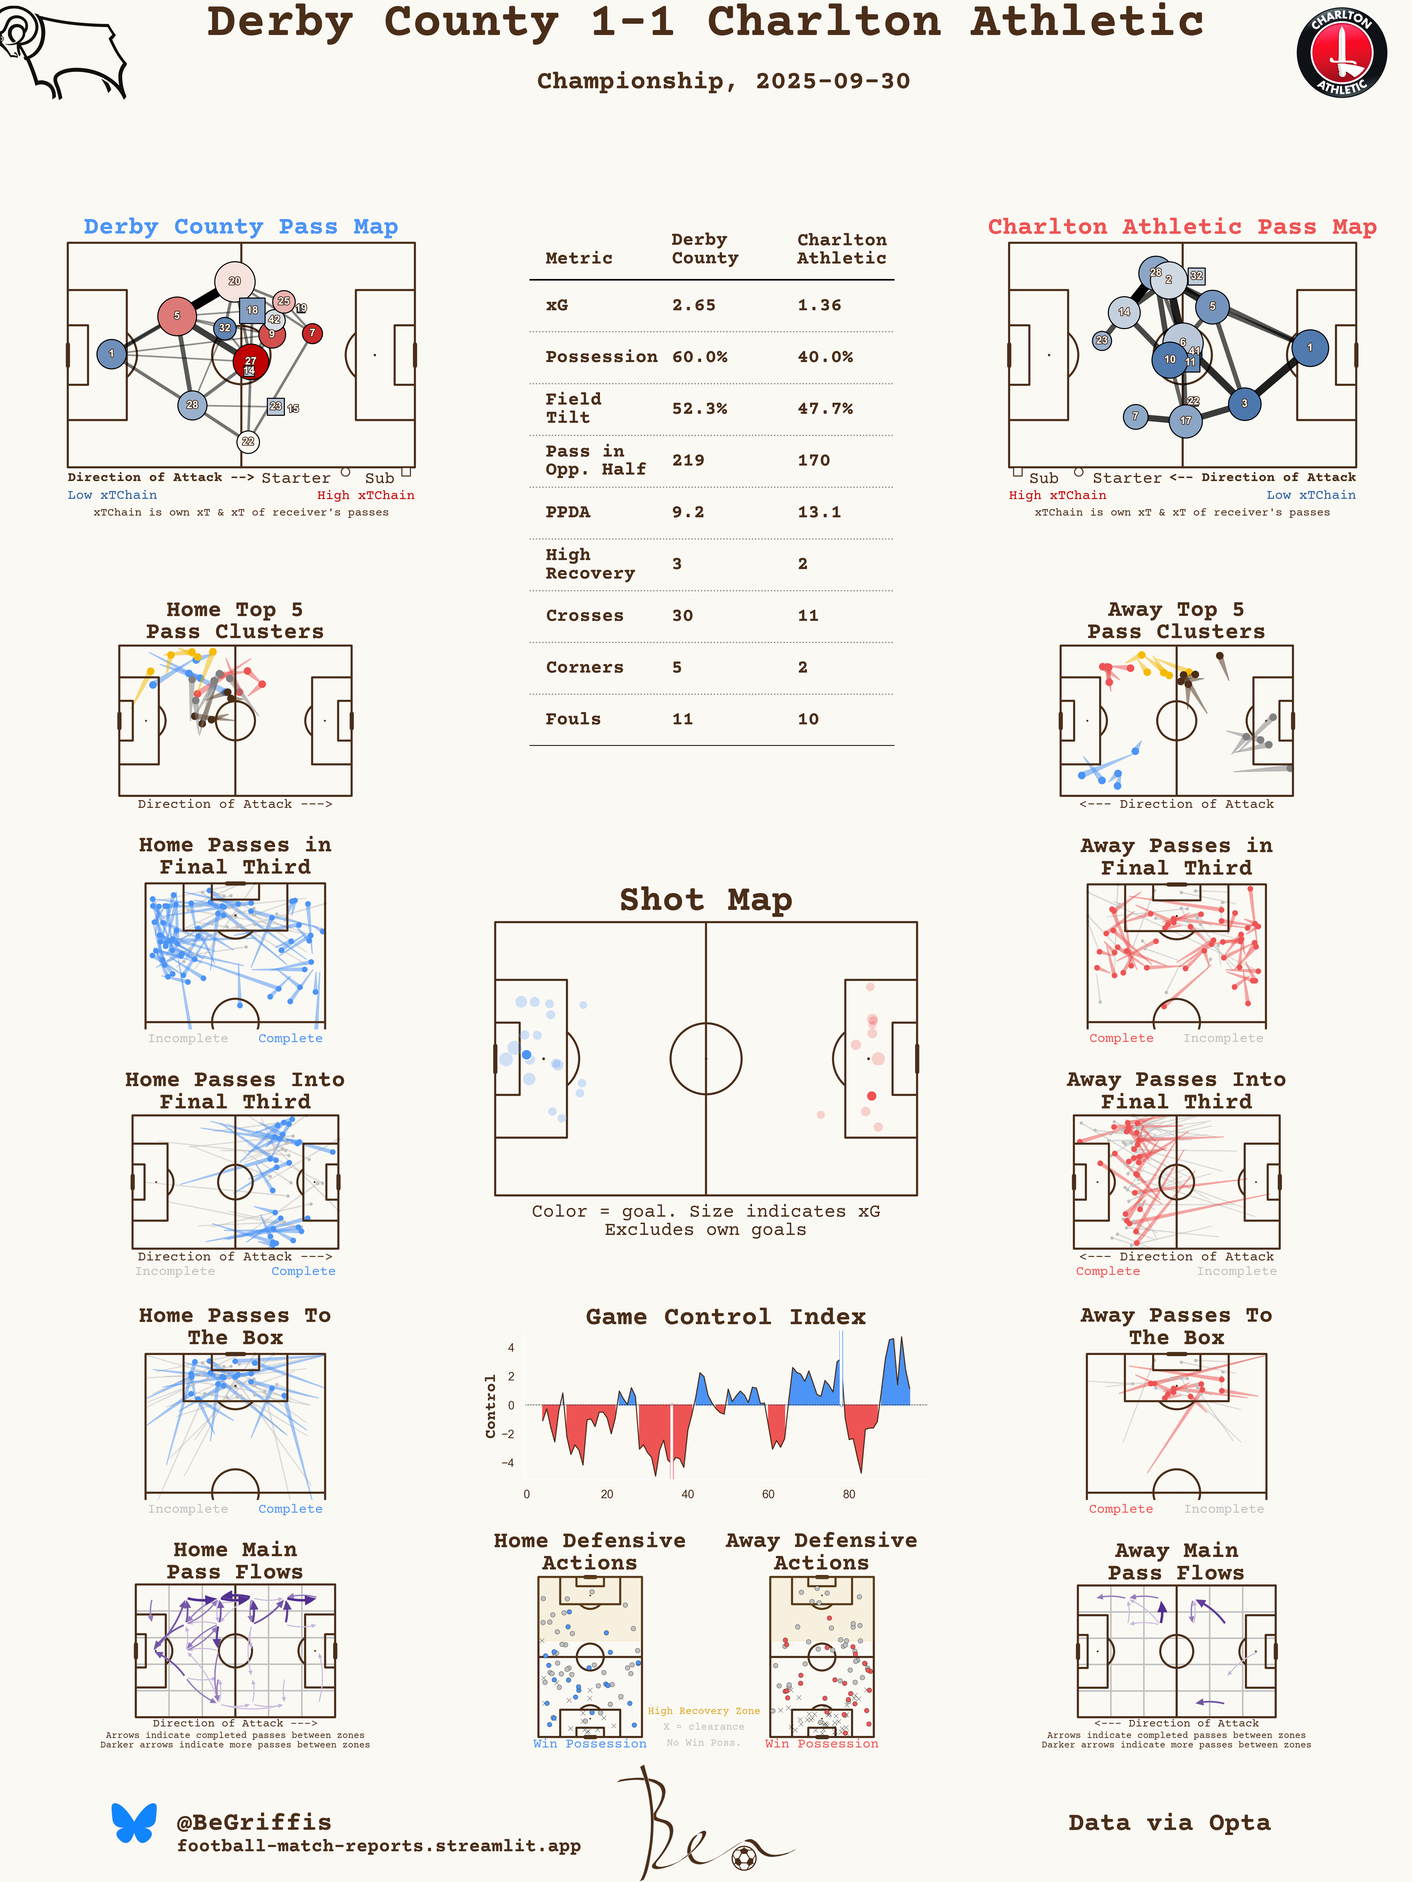 Derby County 1-1 Charlton Athletic
Championship, 2025-09-30
CHARLTON
ATHLETIC
Derby County Pass Map
20
25
19
18
5
42
32
9
7
1
27
14
28
23
15
22
Direction of Attack --> Starter Sub
Low xTChain High xTChain
xTChain is own xT & xT of receiver's passes
Metric Derby County Charlton Athletic
xG 2.65 1.36
Possession 60.0% 40.0%
Field Tilt 52.3% 47.7%
Pass in Opp. Half 219 170
PPDA 9.2 13.1
High Recovery 3 2
Crosses 30 11
Corners 5 2
Fouls 11 10
Charlton Athletic Pass Map
28
2
32
5
14
23
6
41
1
10
11
22
3
7
17
Sub Starter <-- Direction of Attack
High xTChain Low xTChain
xTChain is own xT & xT of receiver's passes
Home Top 5
Pass Clusters
Direction of Attack --->
Away Top 5
Pass Clusters
<--- Direction of Attack
Home Passes in
Final Third
Incomplete Complete
Shot Map
Color = goal. Size indicates xG
Excludes own goals
Away Passes in
Final Third
Complete Incomplete
Home Passes Into
Final Third
Direction of Attack --->
Incomplete Complete
Away Passes Into
Final Third
<--- Direction of Attack
Complete Incomplete
Home Passes To
The Box
Incomplete Complete
Game Control Index
Control
4
2
0
−2
−4
0 20 40 60 80
Away Passes To
The Box
Complete Incomplete
Home Main
Pass Flows
Direction of Attack --->
Arrows indicate completed passes between zones
Darker arrows indicate more passes between zones
Home Defensive
Actions
Win Possession
Away Defensive
Actions
Win Possession
High Recovery Zone
X = clearance
No Win Poss.
Away Main
Pass Flows
<--- Direction of Attack
Arrows indicate completed passes between zones
Darker arrows indicate more passes between zones
@BeGriffis
football-match-reports.streamlit.app
Ben
Data via Opta